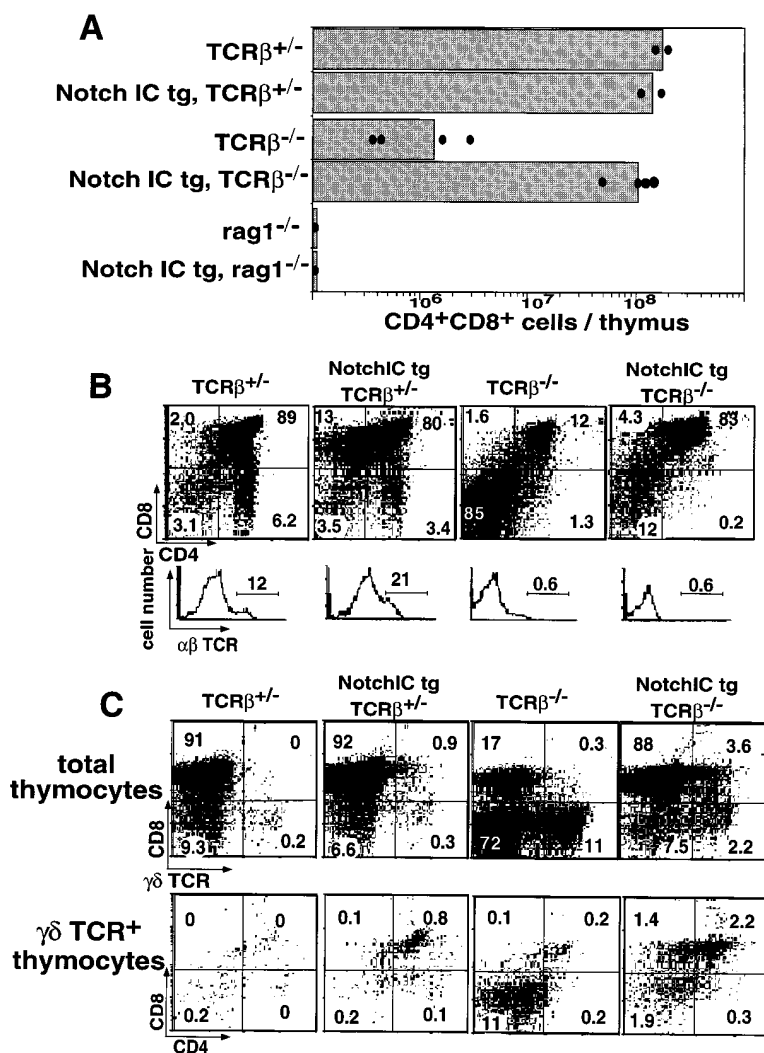 A
TCRβ+/-
Notch IC tg, TCRβ+/-
TCRβ-/-
Notch IC tg, TCRβ-/-
rag1-/-
Notch IC tg, rag1-/-
10^6 10^7 10^8
CD4+CD8+ cells / thymus
B
TCRβ+/- NotchIC tg TCRβ+/- TCRβ-/- NotchIC tg TCRβ-/-
2.0 89 13 80 1.6 12 4.3 83
3.1 6.2 3.5 3.4 85 1.3 12 0.2
CD8
CD4
cell number
12 21 0.6 0.6
αβ TCR
C
TCRβ+/- NotchIC tg TCRβ+/- TCRβ-/- NotchIC tg TCRβ-/-
total thymocytes
91 0 92 0.9 17 0.3 88 3.6
9.3 0.2 6.6 0.3 72 11 7.5 2.2
CD8
γδ TCR
γδ TCR+ thymocytes
0 0 0.1 0.8 0.1 0.2 1.4 2.2
0.2 0 0.2 0.1 11 0.2 1.9 0.3
CD8
CD4